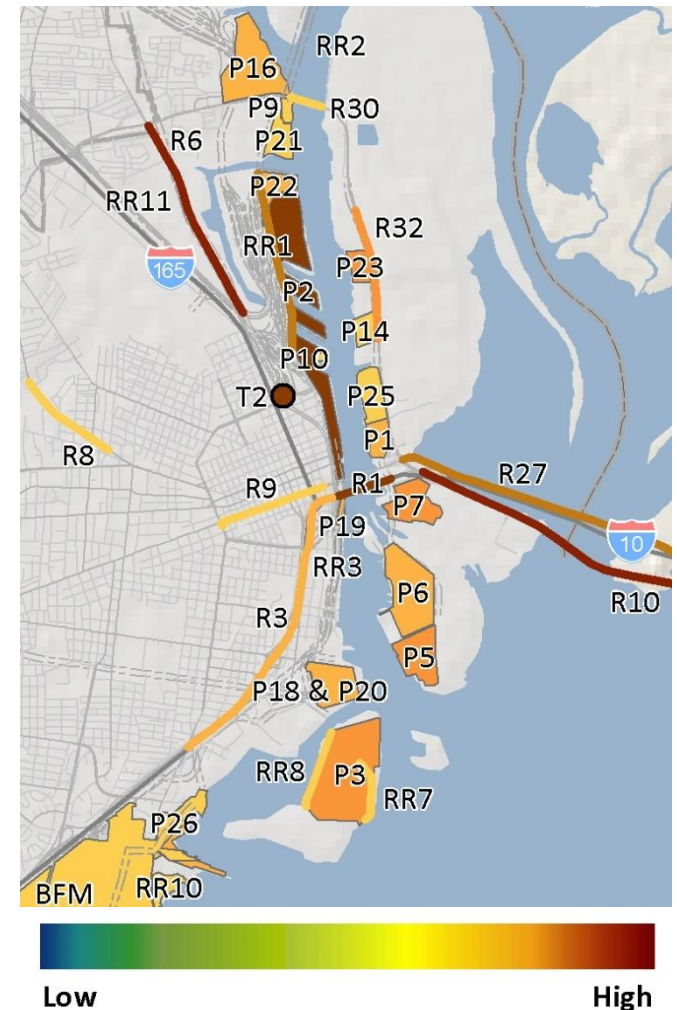 RR2
P16
P9
R30
P21
R6
P22
RR11
R32
RR1
165
P23
P2
P14
P10
T2
P25
P1
R8
R27
R9
R1
P7
P19
10
RR3
P6
R10
R3
P5
P18 & P20
RR8
P3
RR7
P26
BFM
RR10
Low High